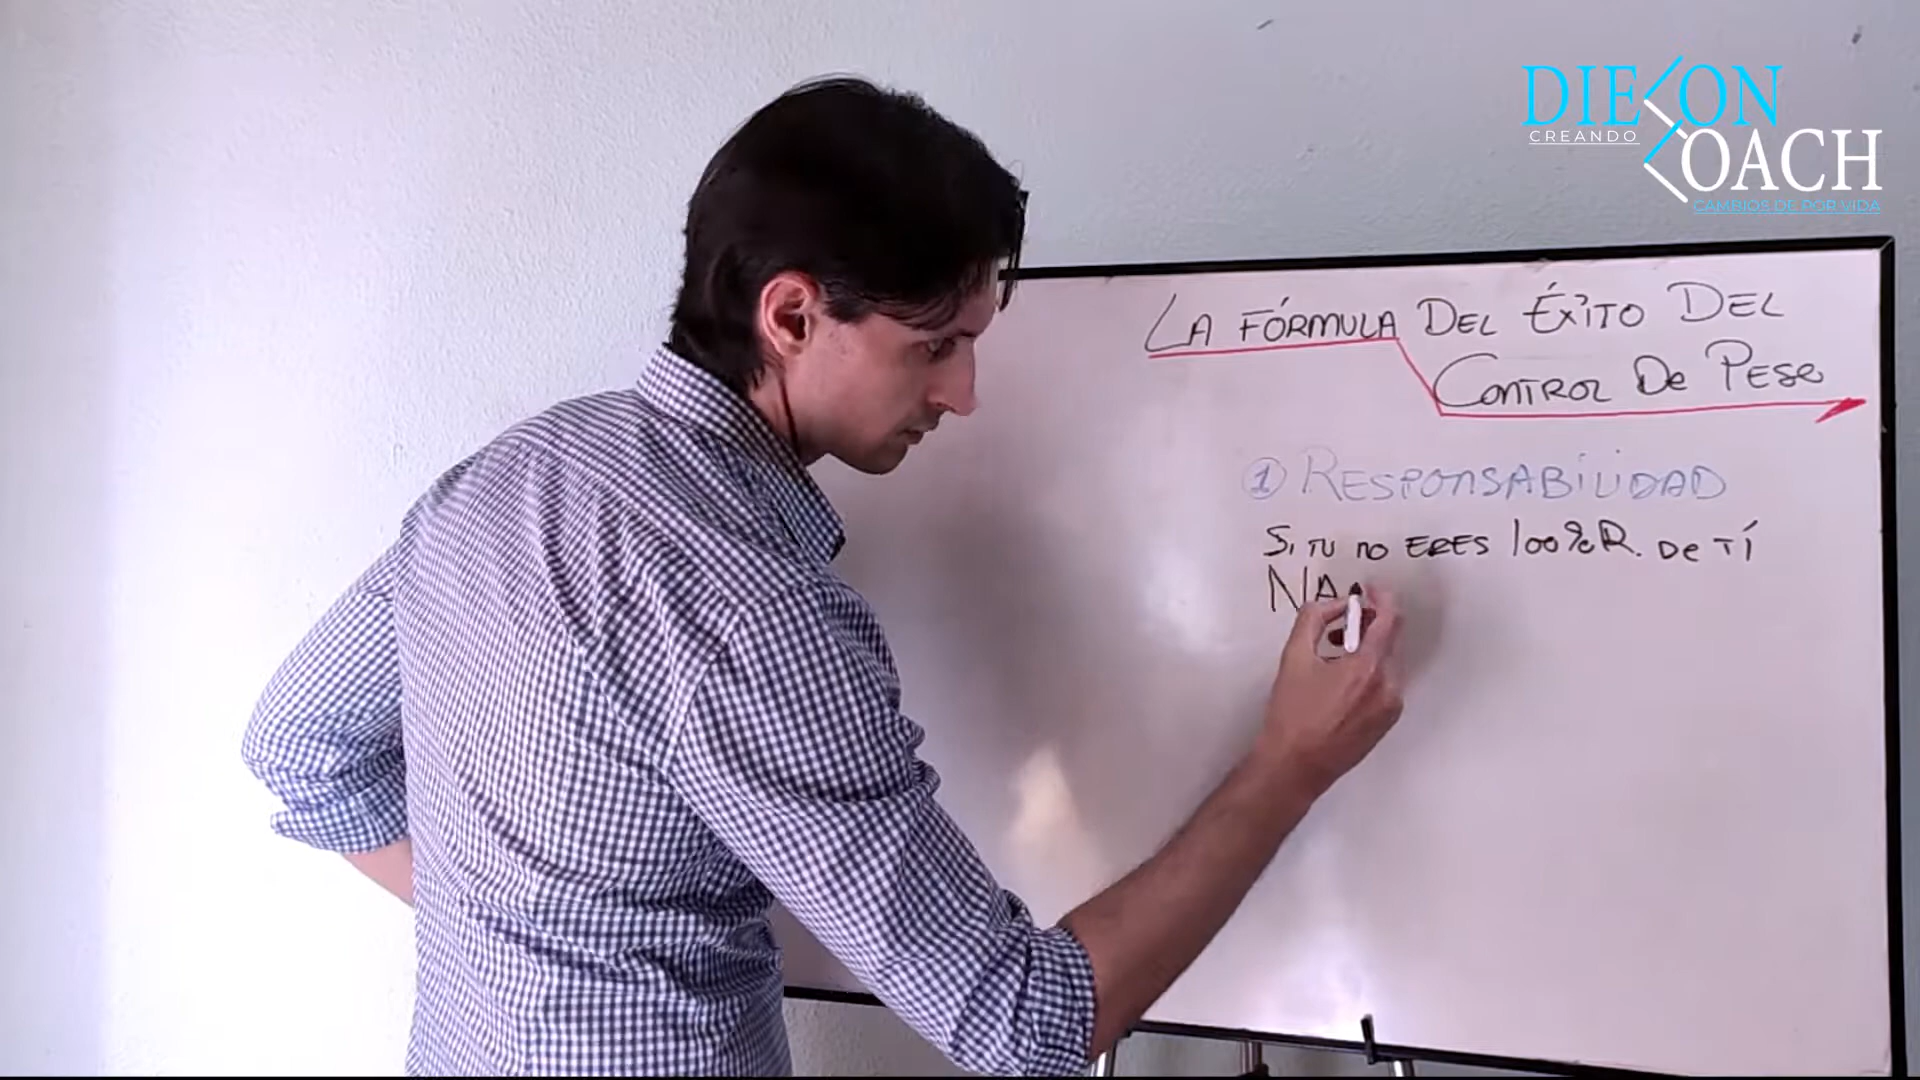 DIEGON
CREANDO
COACH
CAMBIOS DE POR VIDA
LA FÓRMULA DEL ÉXITO DEL
CONTROL DE PESO
1 RESPONSABILIDAD
Si TU NO ERES 100% R. DE TÍ
NA